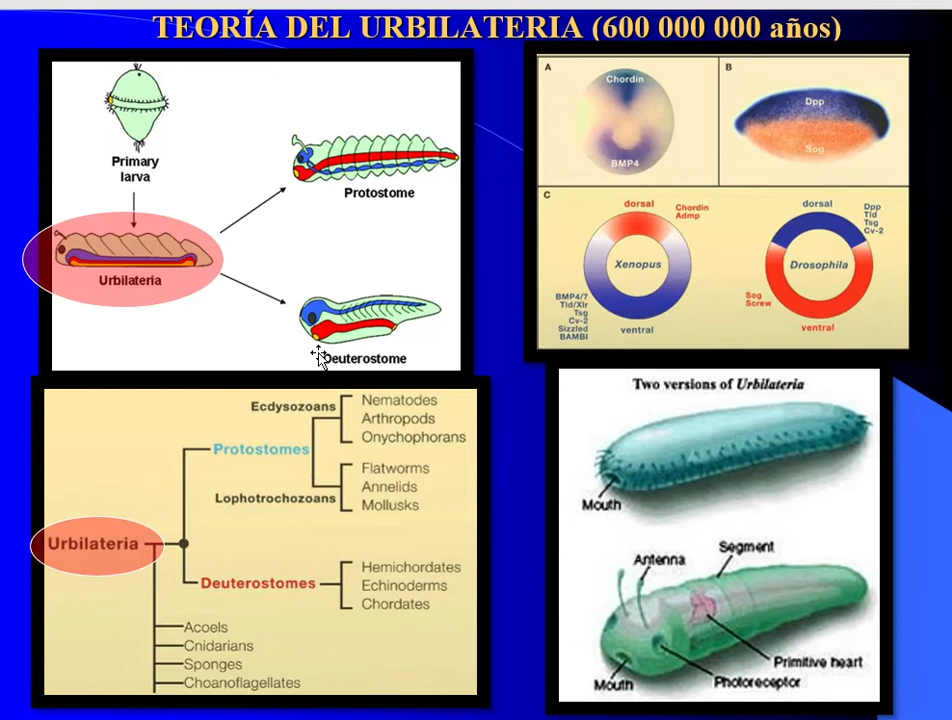 TEORÍA DEL URBILATERIA (600 000 000 años)
Primary
larva
Urbilateria
Protostome
Deuterostome
A
Chordin
BMP4
B
Dpp
Sog
C
dorsal
Chordin
Admp
Xenopus
BMP4/7
Tld/Xlr
Tsg
Cv-2
Sizzled
BAMBI
ventral
dorsal
Dpp
Tld
Tsg
Cv-2
Drosophila
Sog
Screw
ventral
Urbilateria
Protostomes
Ecdysozoans
Nematodes
Arthropods
Onychophorans
Lophotrochozoans
Flatworms
Annelids
Mollusks
Deuterostomes
Hemichordates
Echinoderms
Chordates
Acoels
Cnidarians
Sponges
Choanoflagellates
Two versions of Urbilateria
Mouth
Antenna
Segment
Primitive heart
Photoreceptor
Mouth